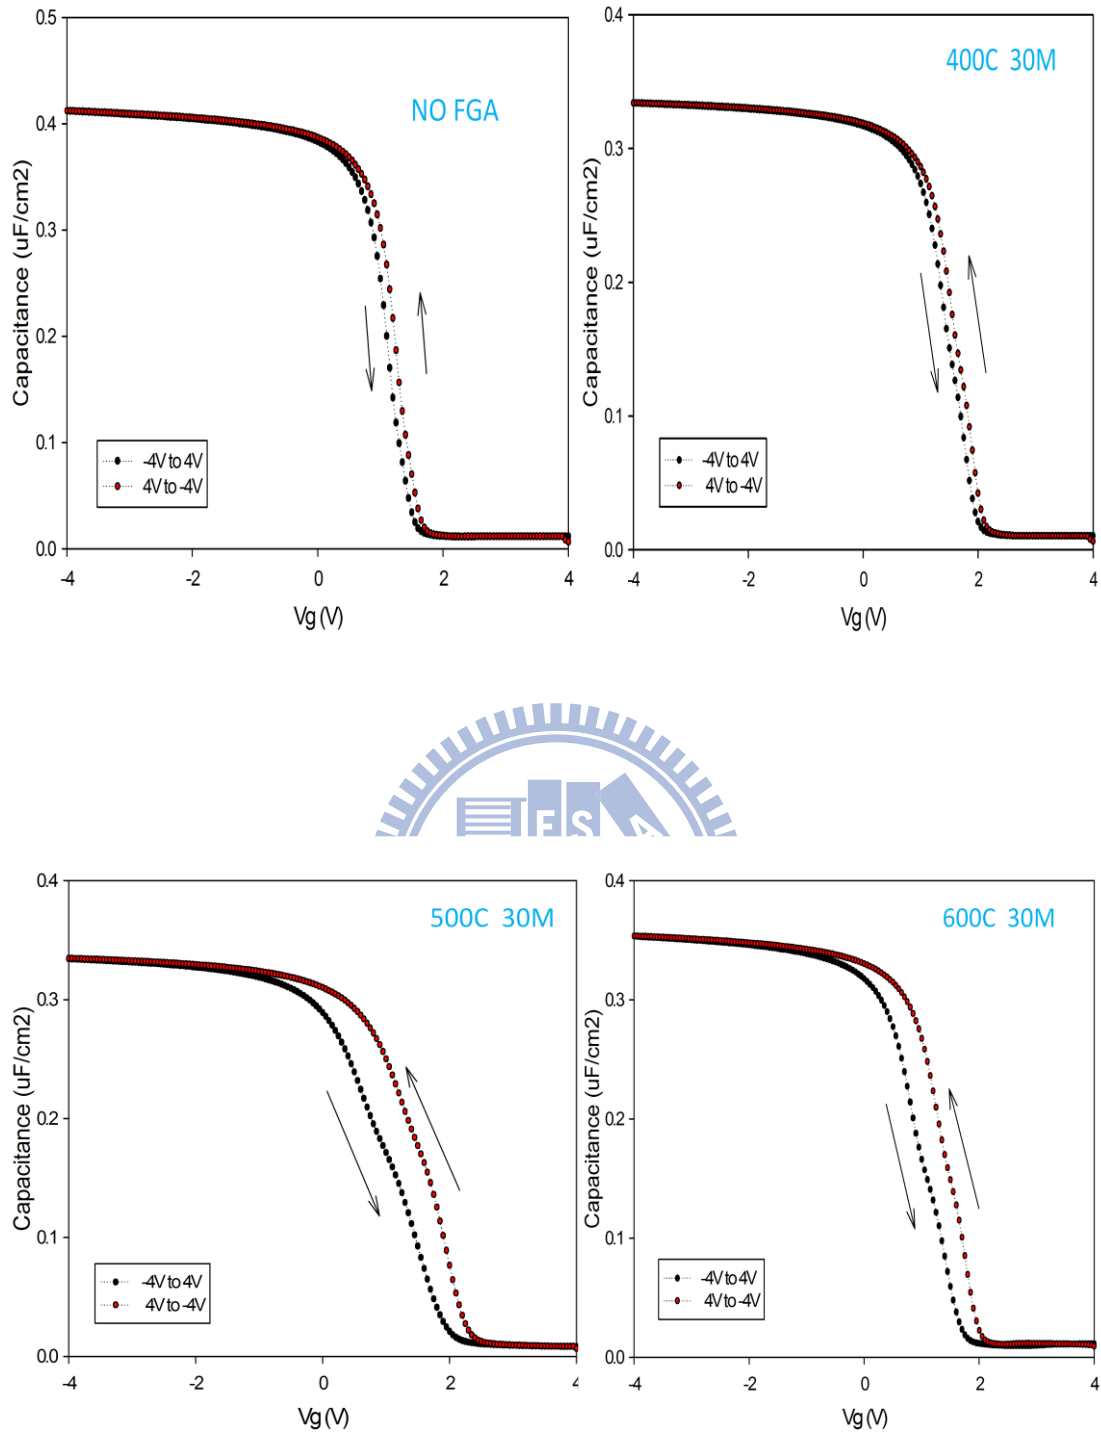 0.5
0.4
0.3
0.2
0.1
0.0
Capacitance (uF/cm2)
NO FGA
-4V to 4V
4V to -4V
-4
-2
0
2
4
Vg (V)
0.4
0.3
0.2
0.1
0.0
Capacitance (uF/cm2)
400C 30M
-4V to 4V
4V to -4V
-4
-2
0
2
4
Vg (V)
E S A
0.4
0.3
0.2
0.1
0.0
Capacitance (uF/cm2)
500C 30M
-4V to 4V
4V to -4V
-4
-2
0
2
4
Vg (V)
0.4
0.3
0.2
0.1
0.0
Capacitance (uF/cm2)
600C 30M
-4V to 4V
4V to -4V
-4
-2
0
2
4
Vg (V)